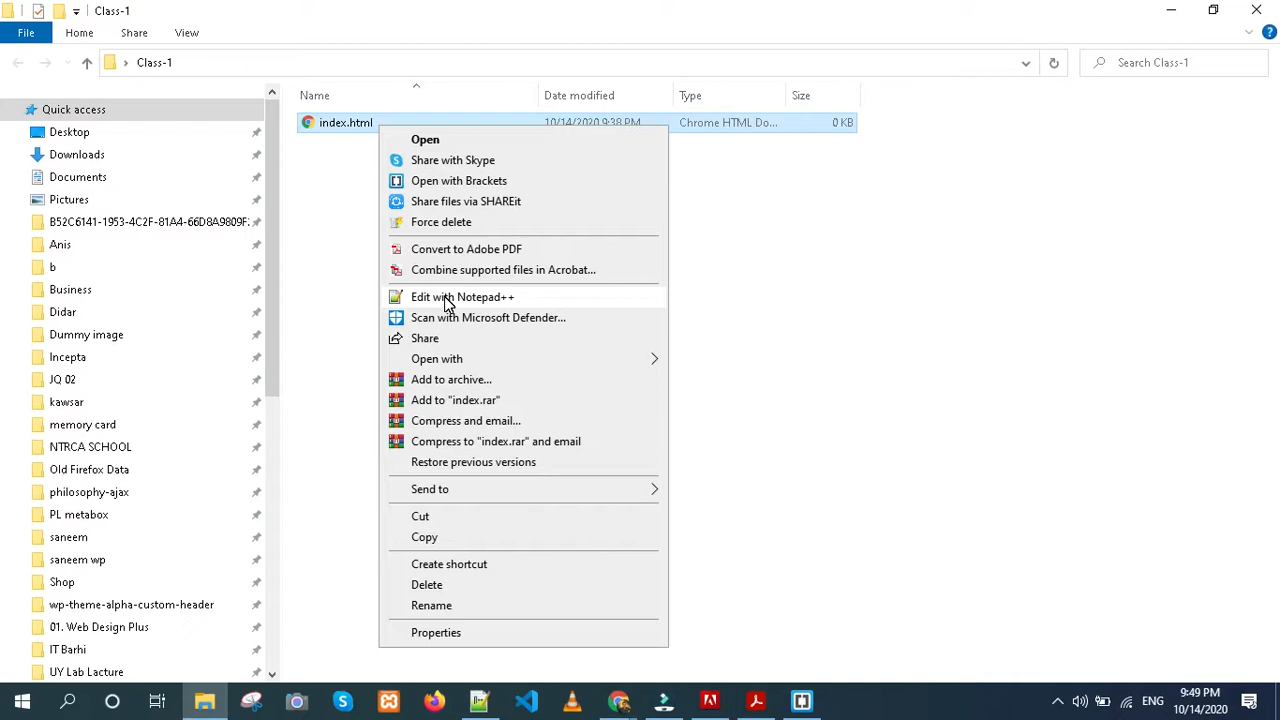 Class-1
File Home Share View
Class-1
Search Class-1
Name Date modified Type Size
Quick access
Desktop
Downloads
Documents
Pictures
B52C6141-1953-4C2F-81A4-66D8A9809F
Anis
b
Business
Didar
Dummy image
Incepta
JQ 02
kawsar
memory card
NTRCA SCHOOL
Old Firefox Data
philosophy-ajax
PL metabox
saneem
saneem wp
Shop
wp-theme-alpha-custom-header
01. Web Design Plus
IT Barhi
UY Lab Lacture
index.html 10/14/2020 9:38 PM Chrome HTML Do... 0 KB
Open
Share with Skype
Open with Brackets
Share files via SHAREit
Force delete
Convert to Adobe PDF
Combine supported files in Acrobat...
Edit with Notepad++
Scan with Microsoft Defender...
Share
Open with
Add to archive...
Add to "index.rar"
Compress and email...
Compress to "index.rar" and email
Restore previous versions
Send to
Cut
Copy
Create shortcut
Delete
Rename
Properties
ENG
9:49 PM
10/14/2020